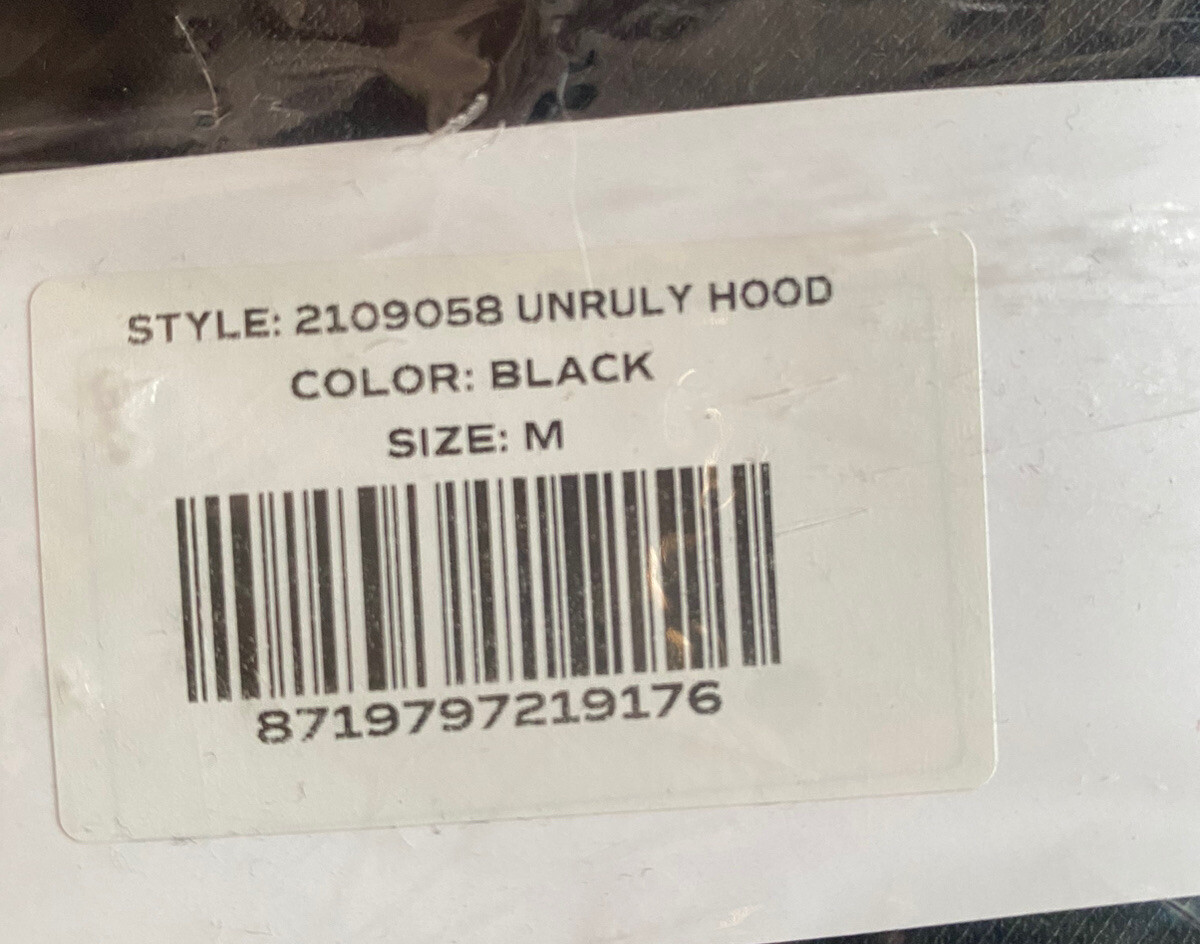 STYLE: 2109058 UNRULY HOOD
COLOR: BLACK
SIZE: M
8719797219176